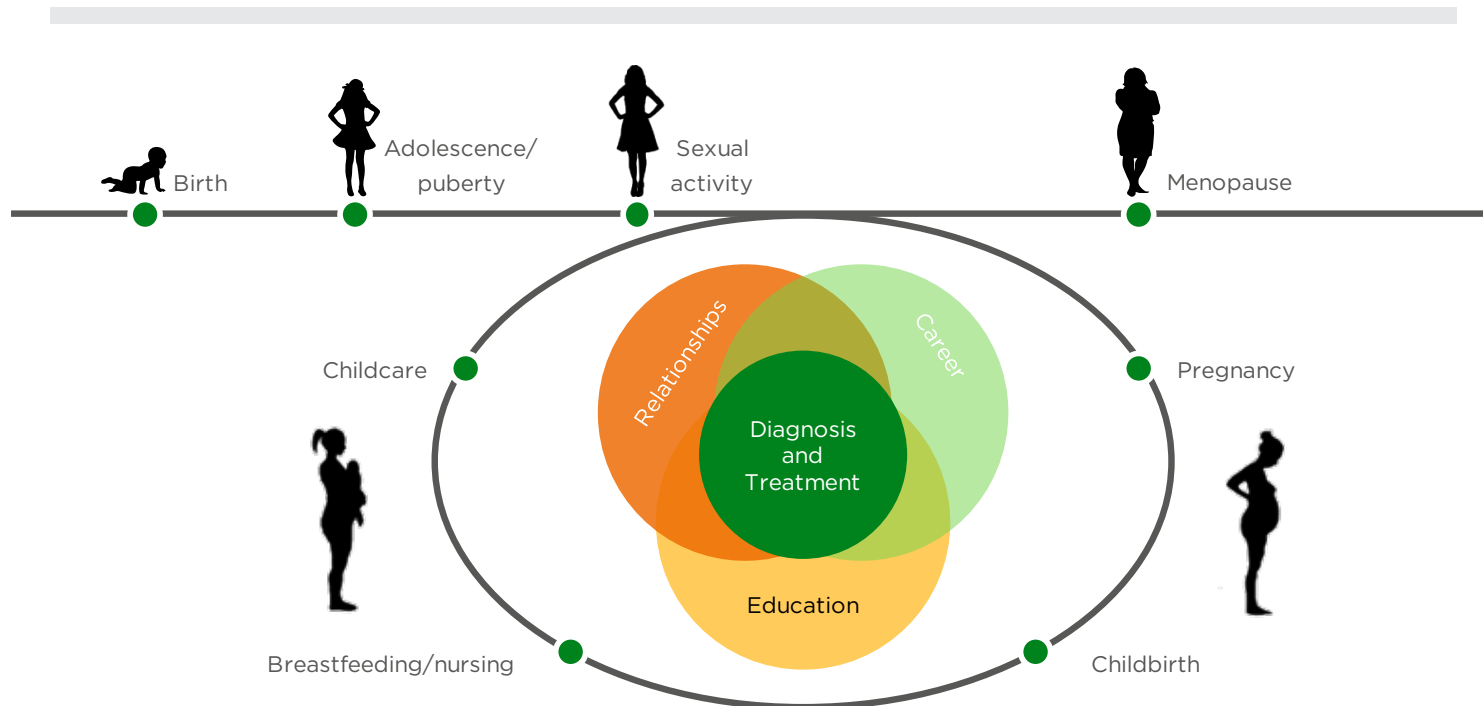 Birth
Adolescence/
puberty
Sexual
activity
Menopause
Childcare
Relationships
Career
Pregnancy
Diagnosis
and
Treatment
Education
Breastfeeding/nursing
Childbirth